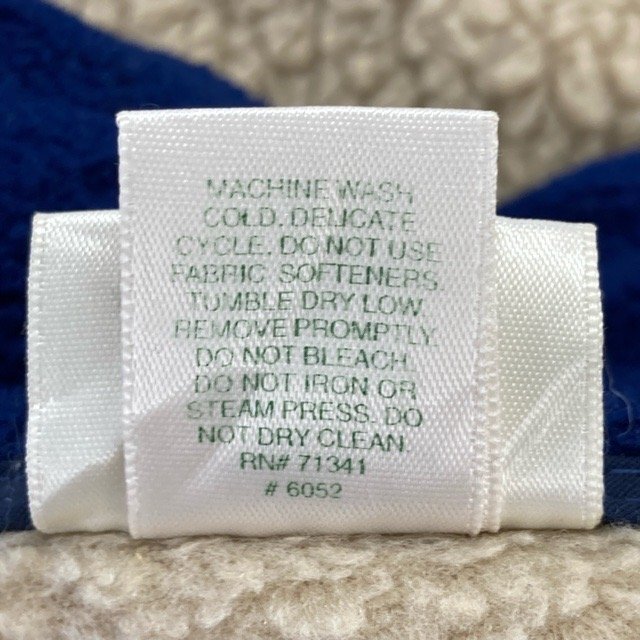 MACHINE WASH
COLD. DELICATE
CYCLE. DO NOT USE
FABRIC SOFTENERS
TUMBLE DRY LOW
REMOVE PROMPTLY.
DO NOT BLEACH.
DO NOT IRON OR
STEAM PRESS. DO
NOT DRY CLEAN.
RN# 71341
# 6052